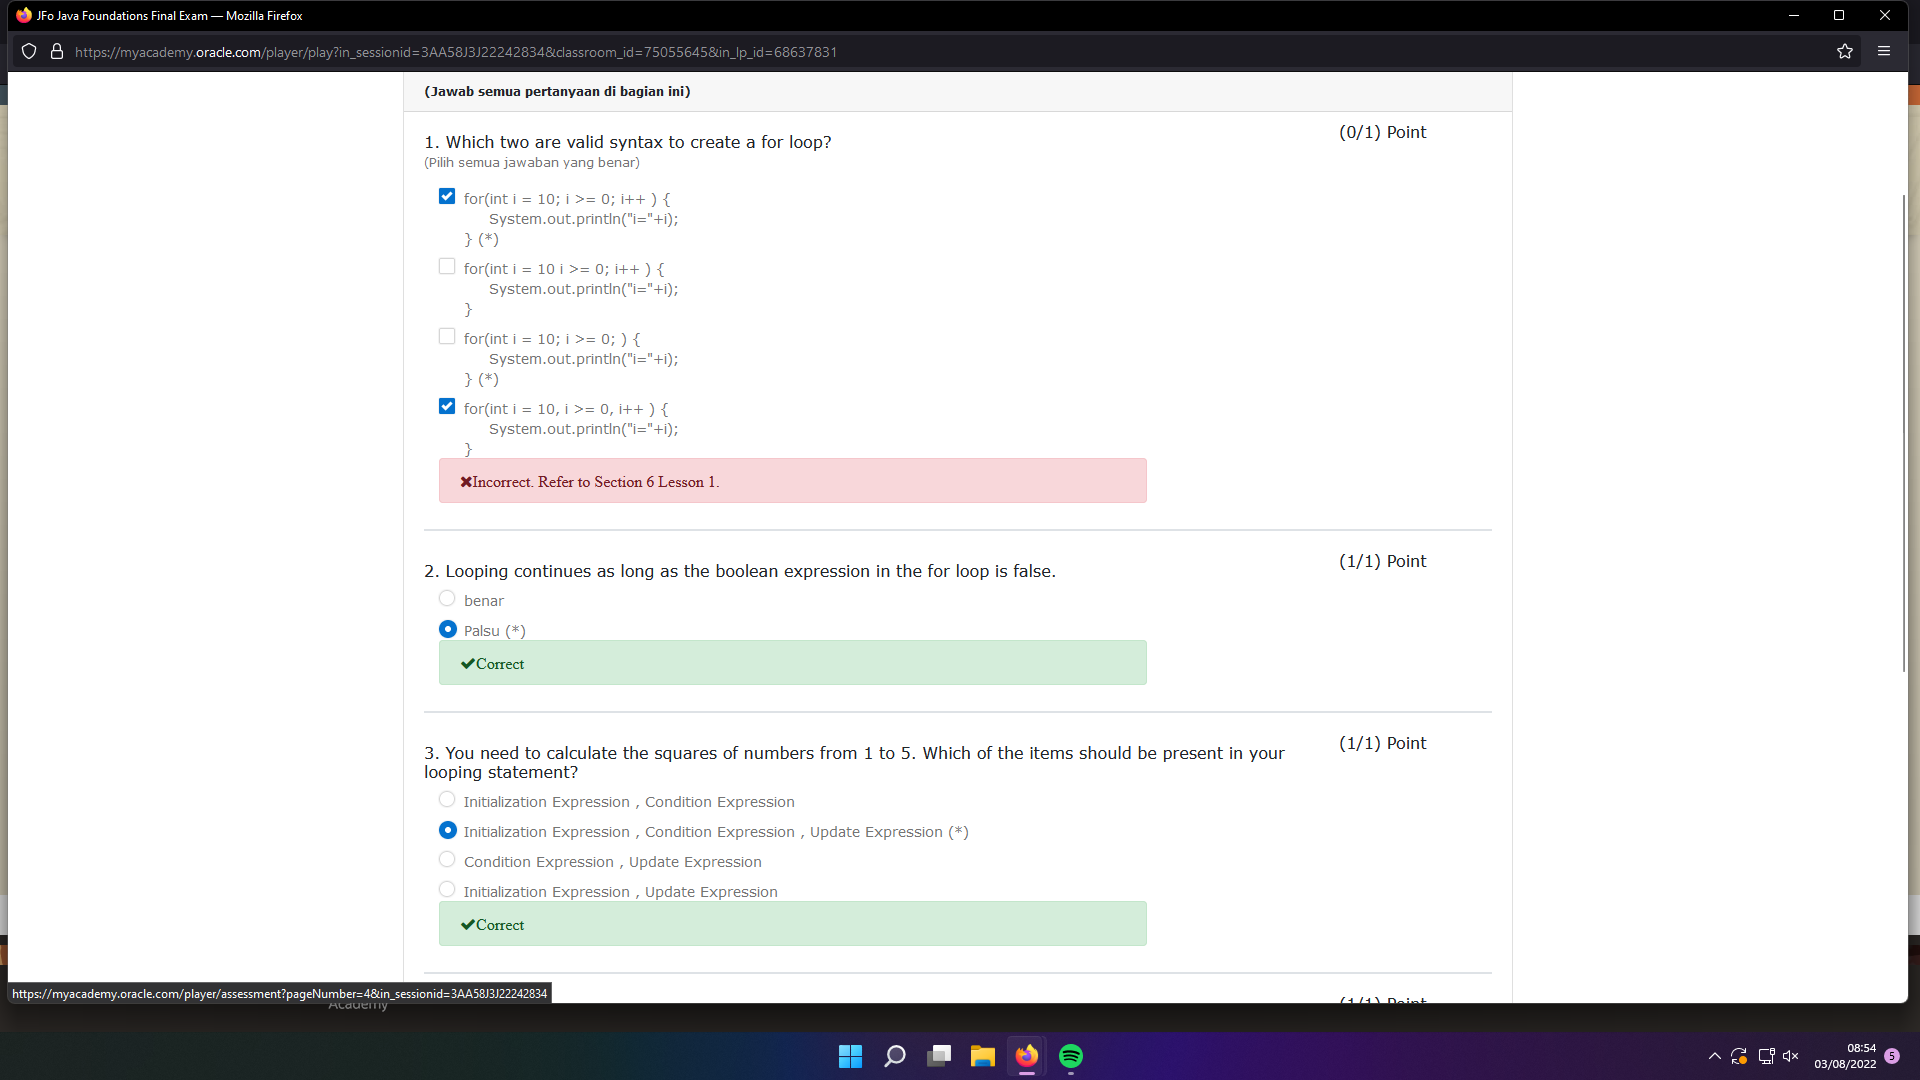 JFo Java Foundations Final Exam — Mozilla Firefox
https://myacademy.oracle.com/player/play?in_sessionid=3AA58J3J22242834&classroom_id=75055645&in_lp_id=68637831
(Jawab semua pertanyaan di bagian ini)
(0/1) Point
1. Which two are valid syntax to create a for loop?
(Pilih semua jawaban yang benar)
for(int i = 10; i >= 0; i++ ) {
System.out.println("i="+i);
} (*)
for(int i = 10 i >= 0; i++ ) {
System.out.println("i="+i);
}
for(int i = 10; i >= 0; ) {
System.out.println("i="+i);
} (*)
for(int i = 10, i >= 0, i++ ) {
System.out.println("i="+i);
}
Incorrect. Refer to Section 6 Lesson 1.
(1/1) Point
2. Looping continues as long as the boolean expression in the for loop is false.
benar
Palsu (*)
Correct
(1/1) Point
3. You need to calculate the squares of numbers from 1 to 5. Which of the items should be present in your
looping statement?
Initialization Expression , Condition Expression
Initialization Expression , Condition Expression , Update Expression (*)
Condition Expression , Update Expression
Initialization Expression , Update Expression
Correct
(1/1) Point
https://myacademy.oracle.com/player/assessment?pageNumber=4&in_sessionid=3AA58J3J22242834
Academy
08:54
03/08/2022
5